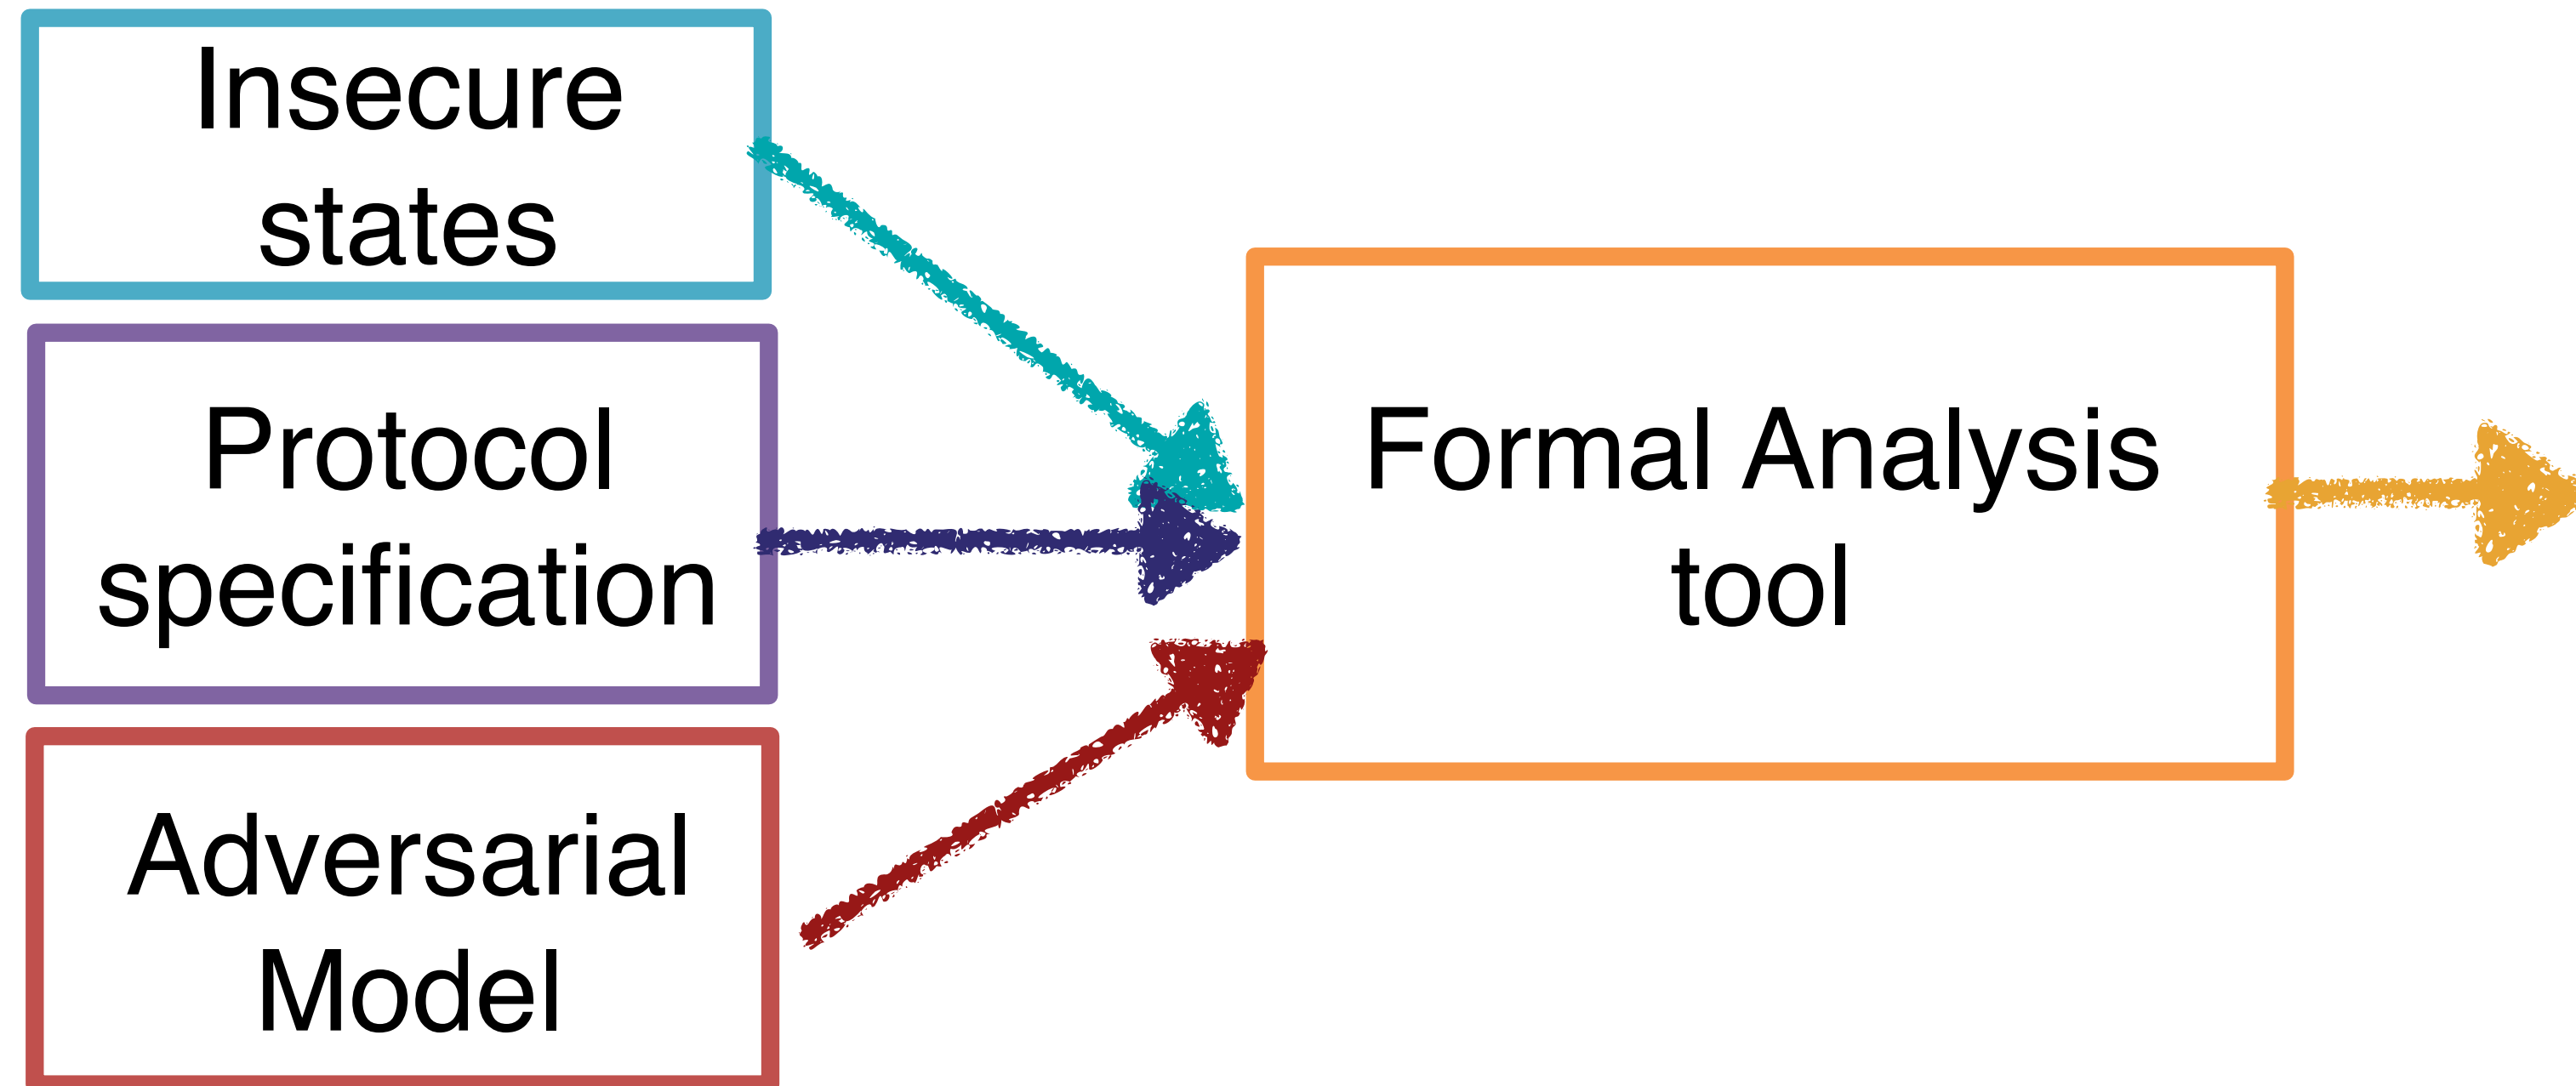 Insecure
states
Protocol
specification
Adversarial
Model
Formal Analysis
tool